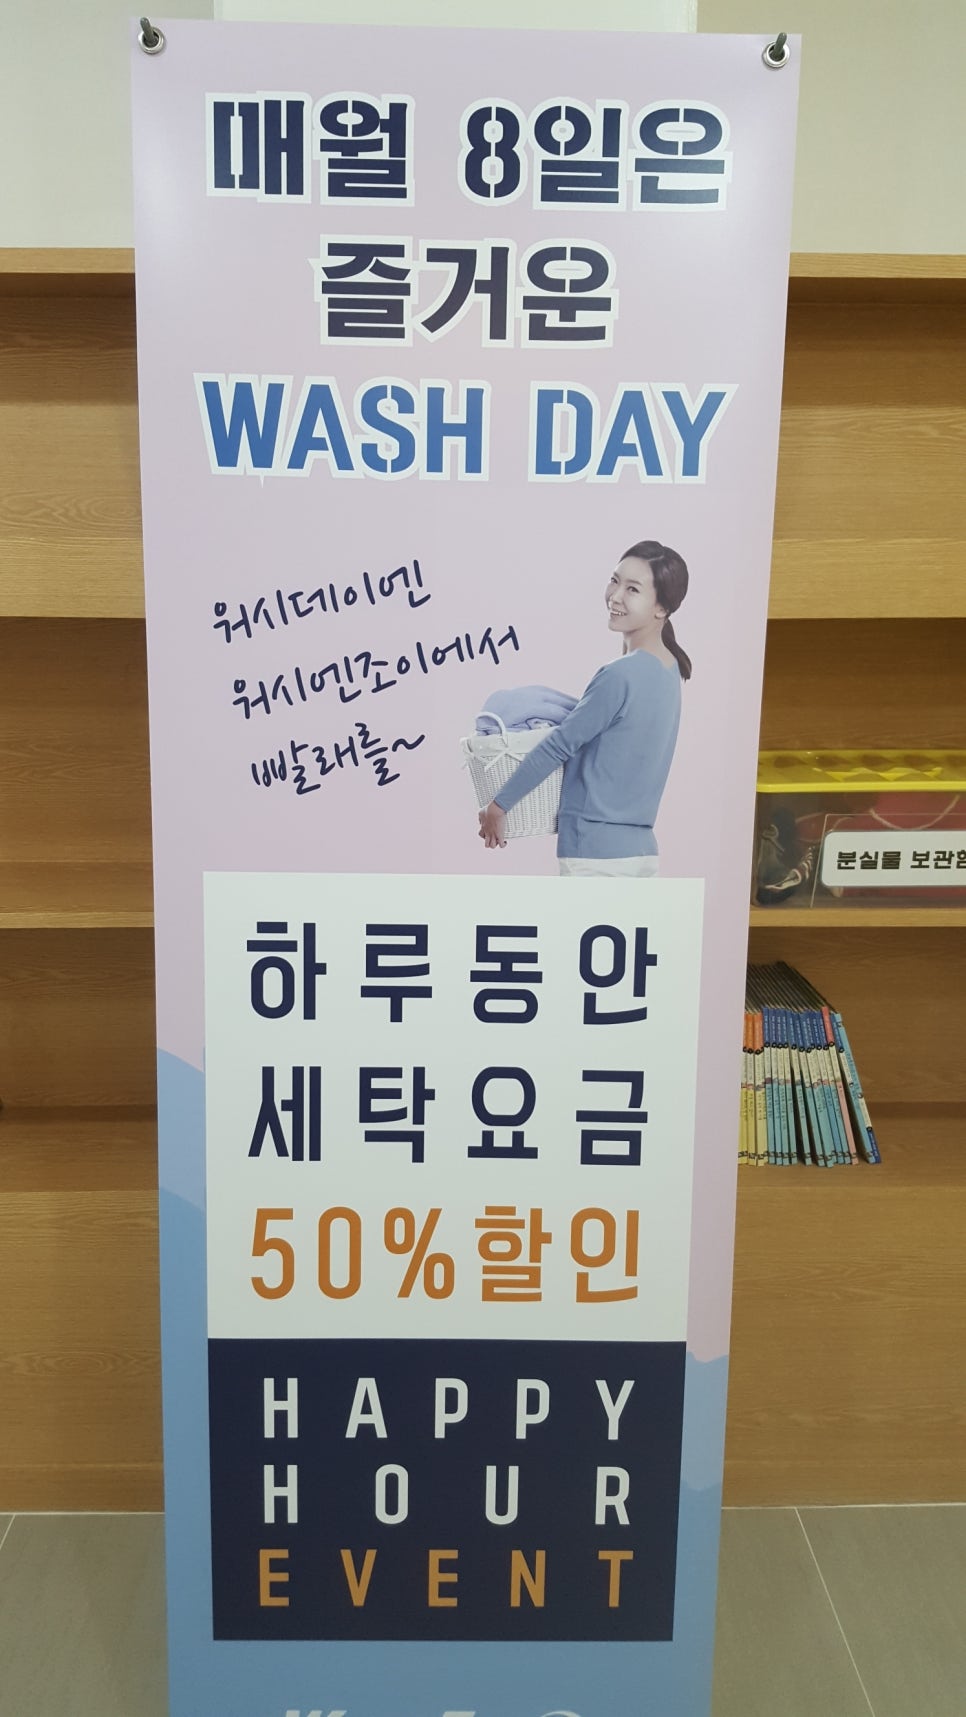 매월 8일은
즐거운
WASH DAY
워시데이엔
워시엔조이에서
빨래를~
하루동안
세탁요금
50%할인
HAPPY
HOUR
EVENT
분실물 보관함